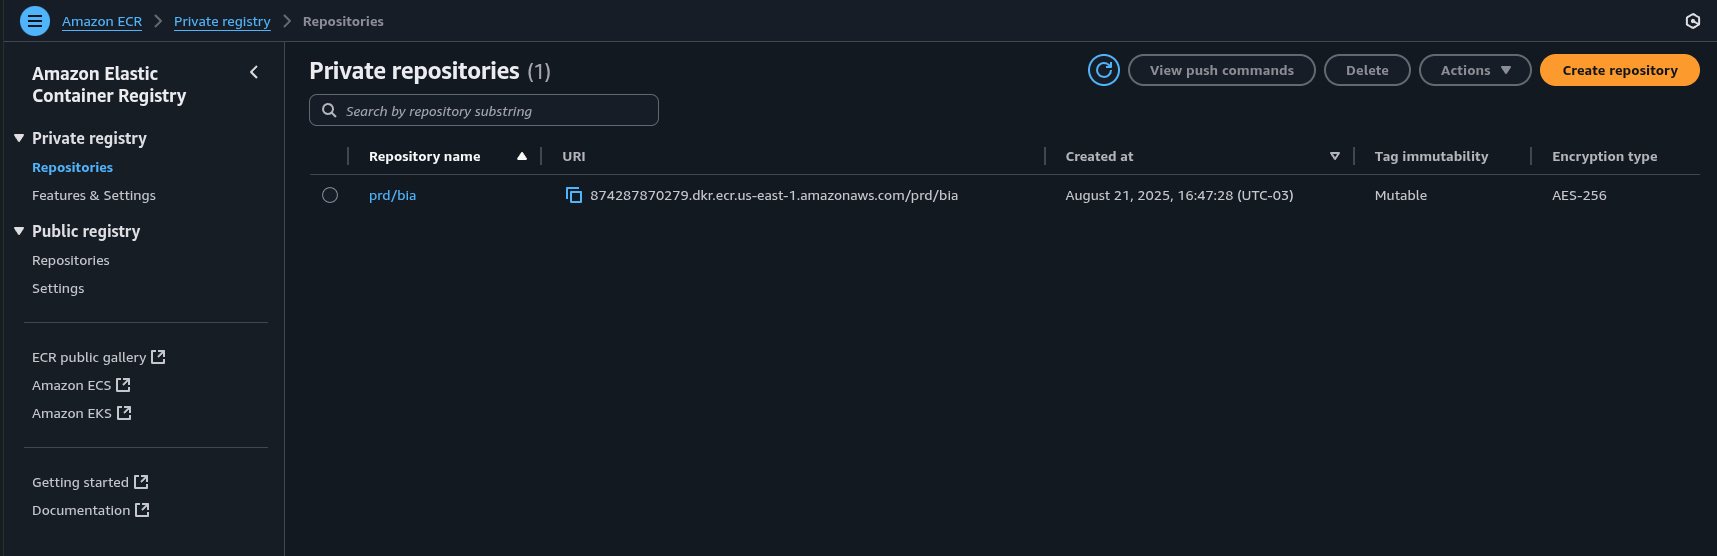 Amazon ECR > Private registry > Repositories
Amazon Elastic
Container Registry
Private registry
Repositories
Features & Settings
Public registry
Repositories
Settings
ECR public gallery
Amazon ECS
Amazon EKS
Getting started
Documentation
Private repositories (1)
View push commands Delete Actions Create repository
Search by repository substring
Repository name URI Created at Tag immutability Encryption type
prd/bia 874287870279.dkr.ecr.us-east-1.amazonaws.com/prd/bia August 21, 2025, 16:47:28 (UTC-03) Mutable AES-256